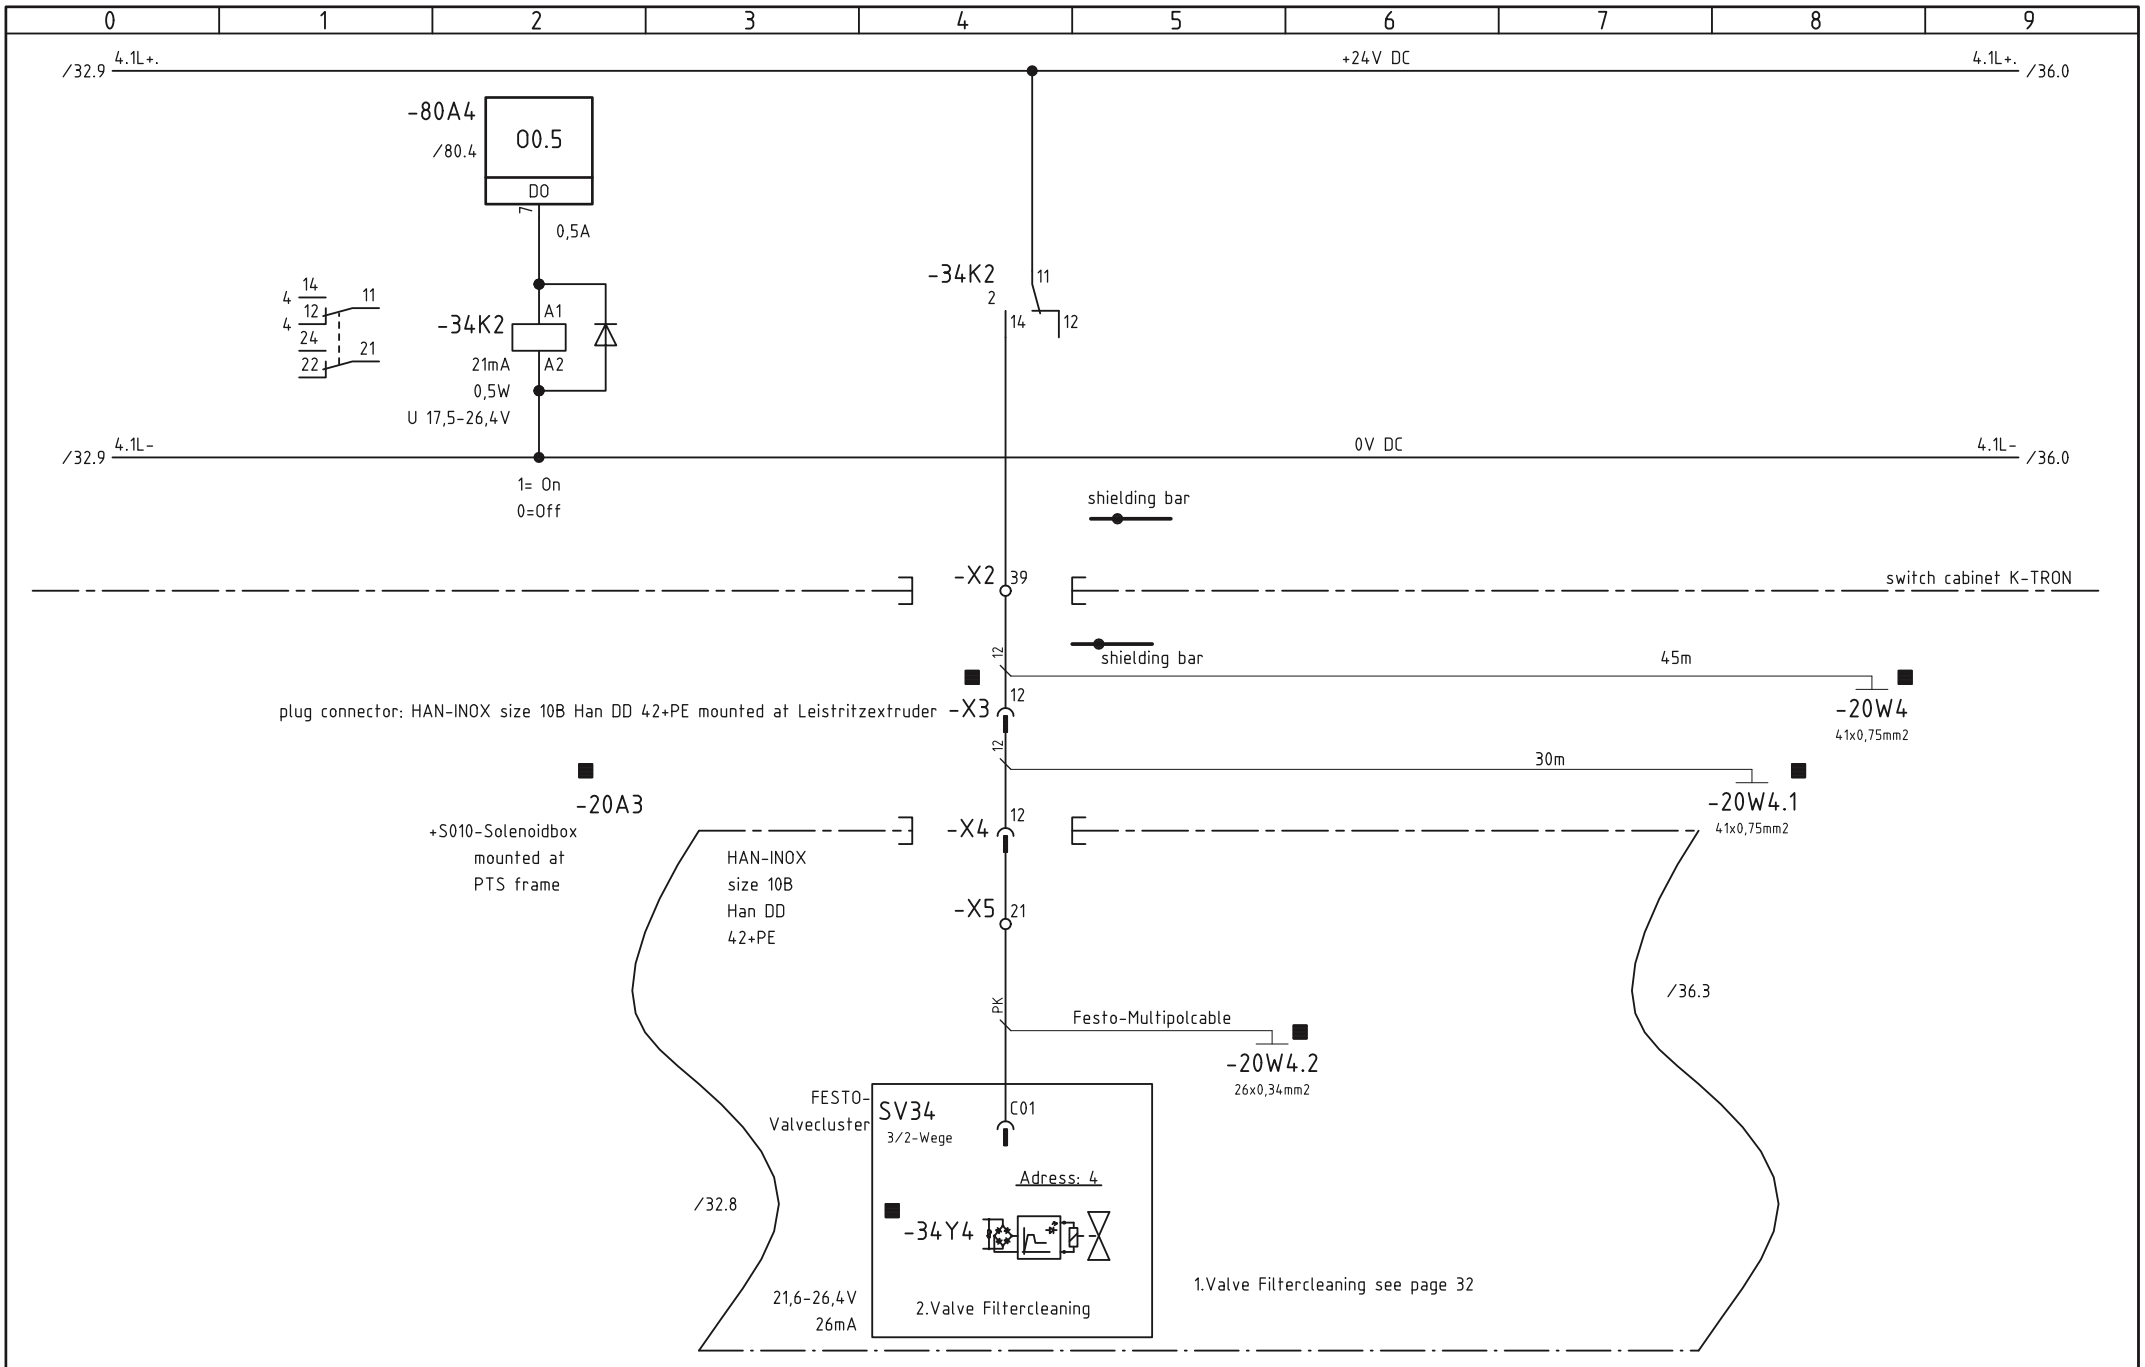 0 1 2 3 4 5 6 7 8 9
/32.9 4.1L+. +24V DC 4.1L+. /36.0
-80A4
/80.4
O0.5
DO
7
0,5A
14
4
12
11
4
24
22
21
-34K2
A1
A2
21mA
0,5W
U 17,5-26,4V
-34K2
2
11
14
12
/32.9 4.1L- 0V DC 4.1L- /36.0
1= On
0=Off
shielding bar
-X2 39
switch cabinet K-TRON
shielding bar
12
45m
-20W4
41x0,75mm2
plug connector: HAN-INOX size 10B Han DD 42+PE mounted at Leistritzextruder -X3 12
12
30m
-20W4.1
41x0,75mm2
-20A3
+S010-Solenoidbox
mounted at
PTS frame
-X4 12
HAN-INOX
size 10B
Han DD
42+PE
-X5 21
/36.3
PK
Festo-Multipolcable
-20W4.2
26x0,34mm2
FESTO-
Valvecluster
SV34
3/2-Wege
C01
Adress: 4
/32.8
-34Y4
1.Valve Filtercleaning see page 32
21,6-26,4V
26mA
2.Valve Filtercleaning